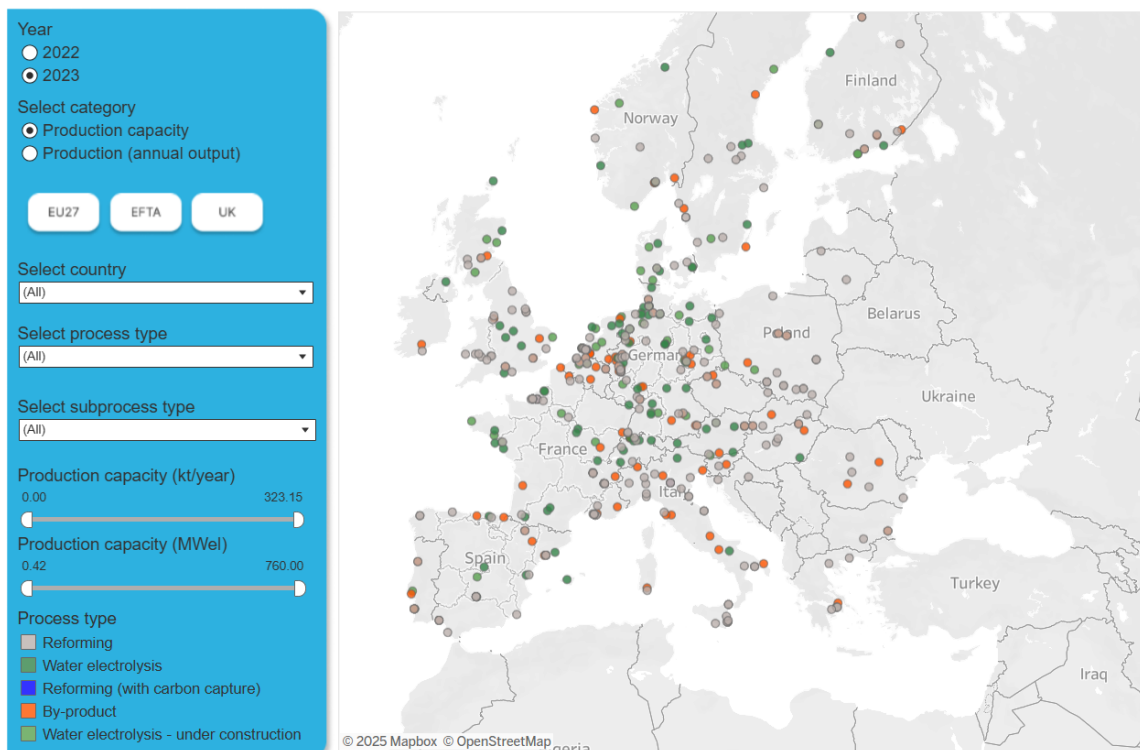 Year
2022
2023
Select category
Production capacity
Production (annual output)
EU27 EFTA UK
Select country
(All)
Select process type
(All)
Select subprocess type
(All)
Production capacity (kt/year)
0.00 323.15
Production capacity (MWel)
0.42 760.00
Process type
Reforming
Water electrolysis
Reforming (with carbon capture)
By-product
Water electrolysis - under construction
Finland
Norway
Belarus
Poland
German
Ukraine
France
Ital
Spain
Turkey
Iraq
geria
© 2025 Mapbox © OpenStreetMap